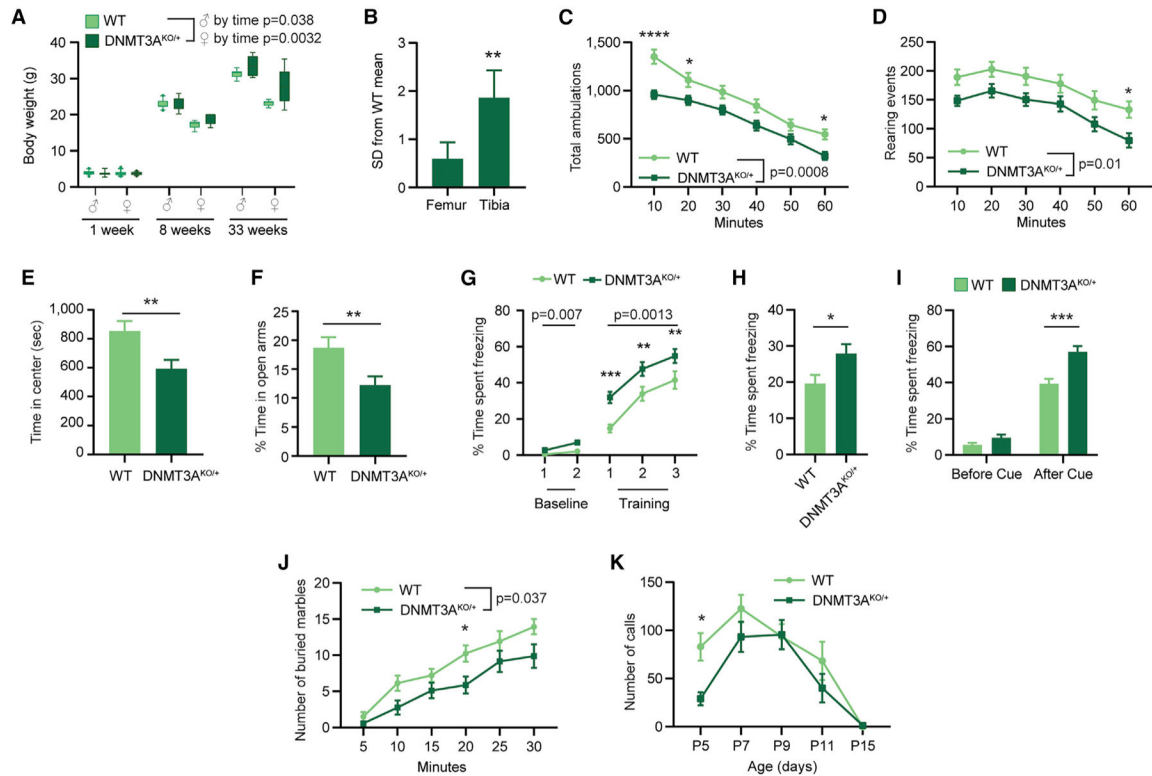 A
WT
DNMT3A^KO/+
♂ by time p=0.038
♀ by time p=0.0032
Body weight (g)
40
30
20
10
0
♂ ♀ ♂ ♀ ♂ ♀
1 week 8 weeks 33 weeks
B
SD from WT mean
3
2
1
0
**
Femur Tibia
C
Total ambulations
1,500
1,000
500
0
****
*
*
WT
DNMT3A^KO/+
p=0.0008
10 20 30 40 50 60
Minutes
D
Rearing events
250
200
150
100
50
0
*
WT
DNMT3A^KO/+
p=0.01
10 20 30 40 50 60
Minutes
E
Time in center (sec)
1,000
800
600
400
200
0
**
WT DNMT3A^KO/+
F
% Time in open arms
25
20
15
10
5
0
**
WT DNMT3A^KO/+
G
WT DNMT3A^KO/+
% Time spent freezing
80
60
40
20
0
p=0.007
p=0.0013
***
**
**
1 2 1 2 3
Baseline Training
H
% Time spent freezing
40
30
20
10
0
*
WT
DNMT3A^KO/+
I
WT DNMT3A^KO/+
% Time spent freezing
80
60
40
20
0
***
Before Cue After Cue
J
Number of buried marbles
20
15
10
5
0
WT
DNMT3A^KO/+
p=0.037
*
5 10 15 20 25 30
Minutes
K
Number of calls
150
100
50
0
WT
DNMT3A^KO/+
*
P5 P7 P9 P11 P15
Age (days)